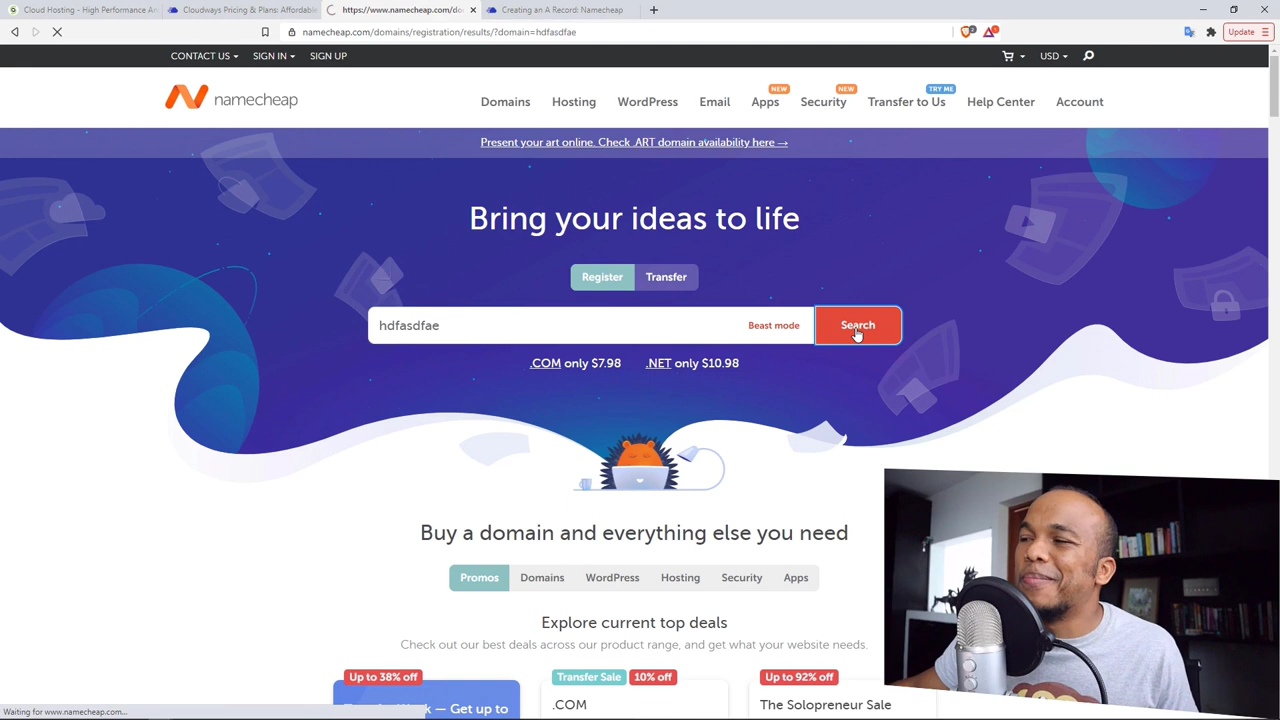 Cloud Hosting - High Performance An
Cloudways Pricing & Plans: Affordable
https://www.namecheap.com/do
Creating an A Record: Namecheap
namecheap.com/domains/registration/results/?domain=hdfasdfae
2
1
Update
CONTACT US
SIGN IN
SIGN UP
USD
namecheap
Domains
Hosting
WordPress
Email
NEW
Apps
NEW
Security
TRY ME
Transfer to Us
Help Center
Account
Present your art online. Check .ART domain availability here →
Bring your ideas to life
Register
Transfer
hdfasdfae
Beast mode
Search
.COM only $7.98
.NET only $10.98
Buy a domain and everything else you need
Promos
Domains
WordPress
Hosting
Security
Apps
Explore current top deals
Check out our best deals across our product range, and get what your website needs.
Up to 38% off
Transfer Sale
10% off
Up to 92% off
— Get up to
.COM
The Solopreneur Sale
Waiting for www.namecheap.com...